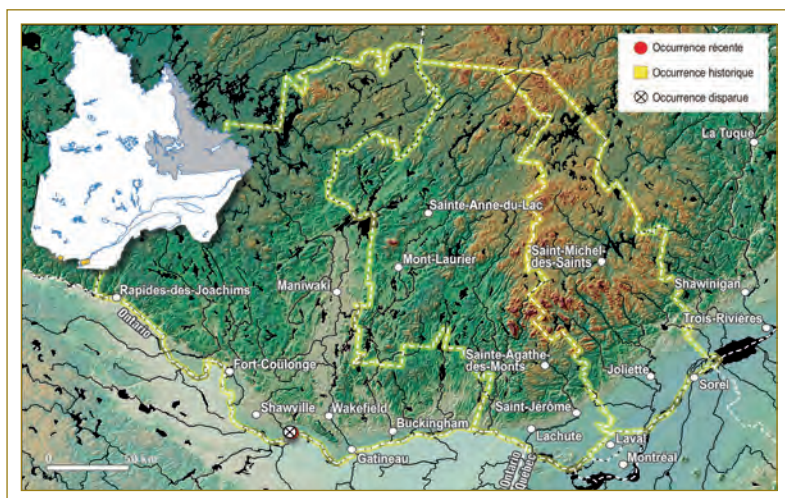 Occurrence récente
Occurrence historique
Occurrence disparue
La Tuque
Sainte-Anne-du-Lac
Saint-Michel-
des-Saints
Mont-Laurier
Maniwaki
Rapides-des-Joachims
Shawinigan
Trois-Rivières
Ontario
Fort-Coulonge
Sainte-Agathe-
des-Monts
Joliette
Sorel
Shawville
Wakefield
Saint-Jérôme
Buckingham
Lachute
Laval
Gatineau
Montréal
Ontario
Québec
0 50 km